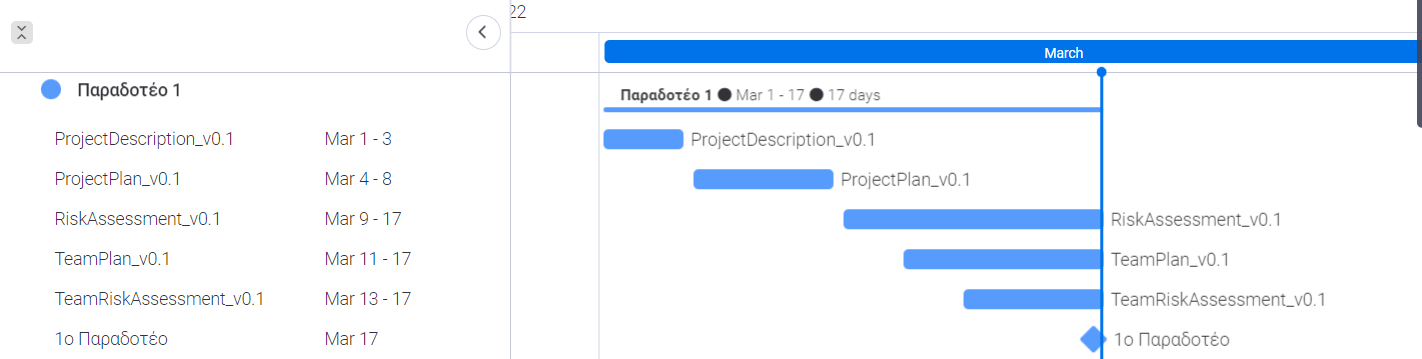 22
March
Παραδοτέο 1
Παραδοτέο 1 ● Mar 1 - 17 ● 17 days
ProjectDescription_v0.1 Mar 1 - 3 ProjectDescription_v0.1
ProjectPlan_v0.1 Mar 4 - 8 ProjectPlan_v0.1
RiskAssessment_v0.1 Mar 9 - 17 RiskAssessment_v0.1
TeamPlan_v0.1 Mar 11 - 17 TeamPlan_v0.1
TeamRiskAssessment_v0.1 Mar 13 - 17 TeamRiskAssessment_v0.1
1ο Παραδοτέο Mar 17 1ο Παραδοτέο